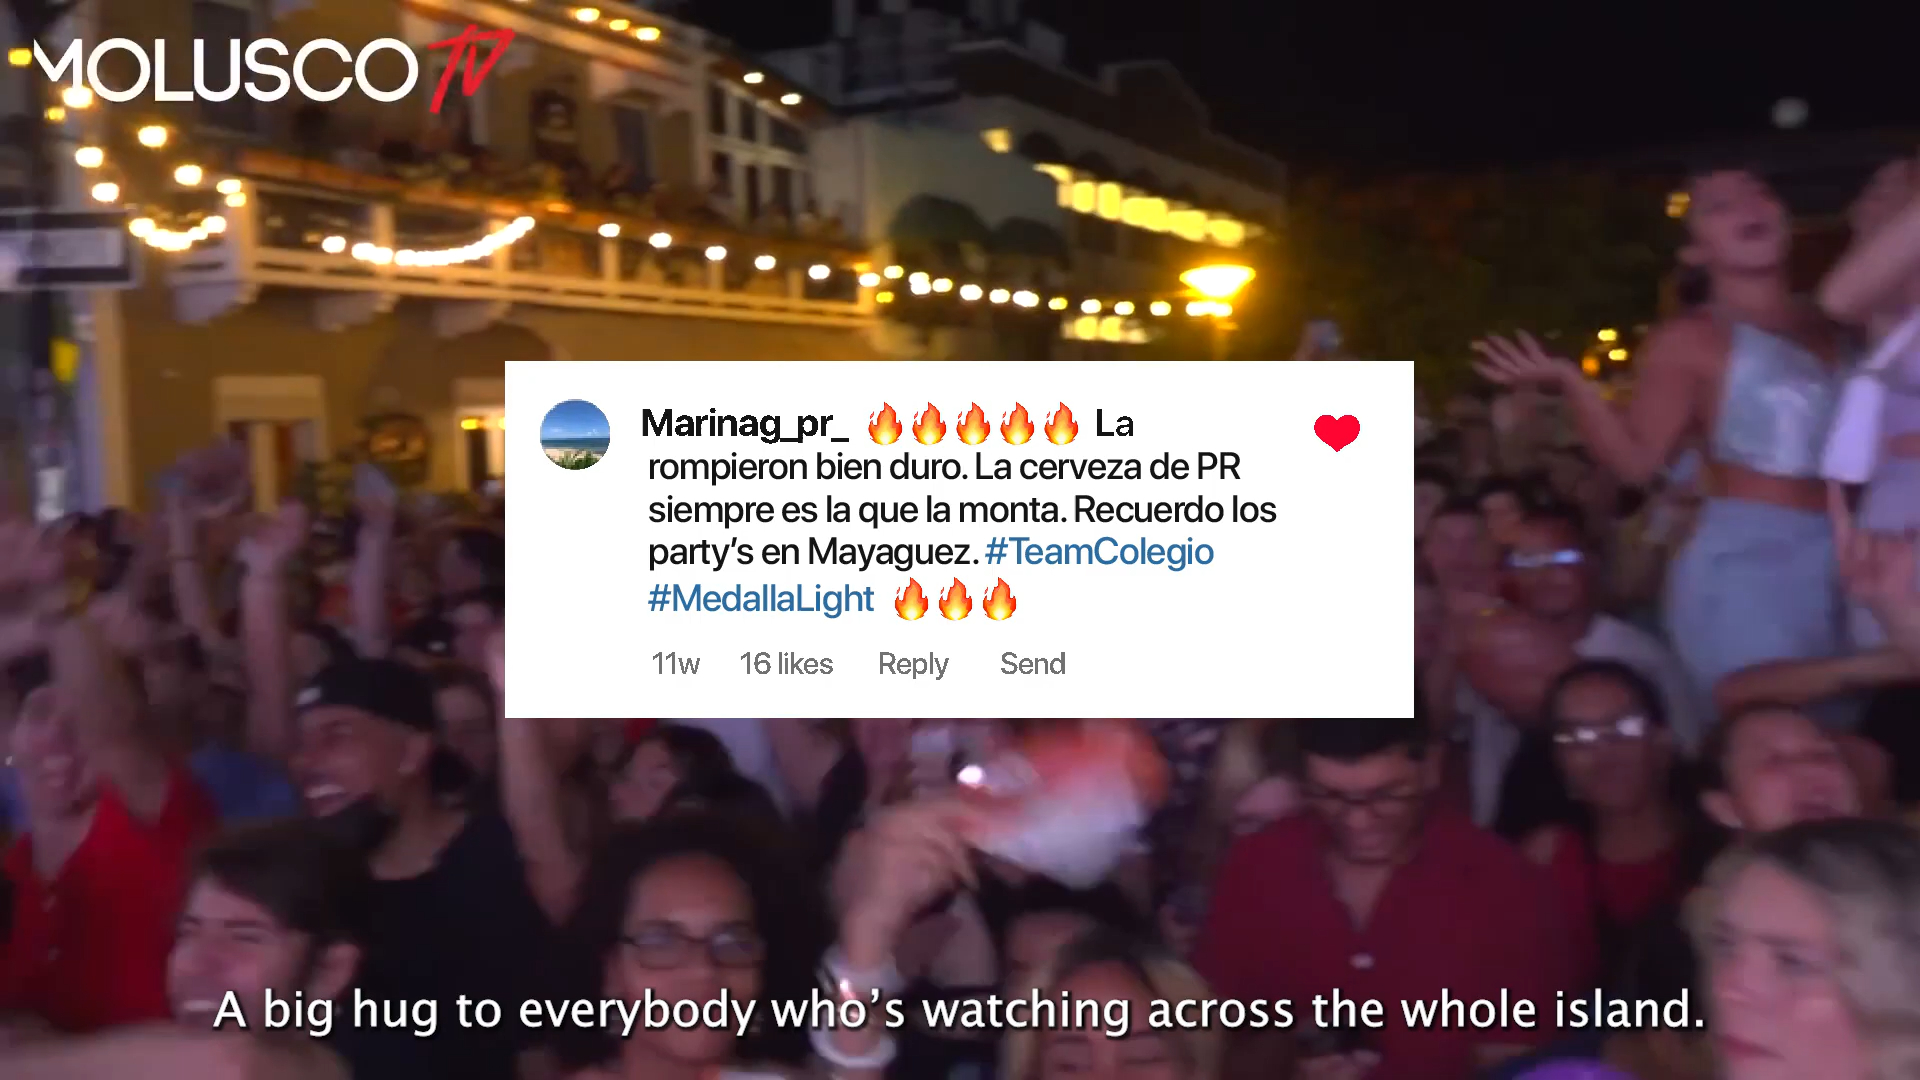 MOLUSCO TV
Marinag_pr_ 🔥🔥🔥🔥🔥 La
rompieron bien duro. La cerveza de PR
siempre es la que la monta. Recuerdo los
party’s en Mayaguez. #TeamColegio
#MedallaLight 🔥🔥🔥
11w 16 likes Reply Send
A big hug to everybody who’s watching across the whole island.